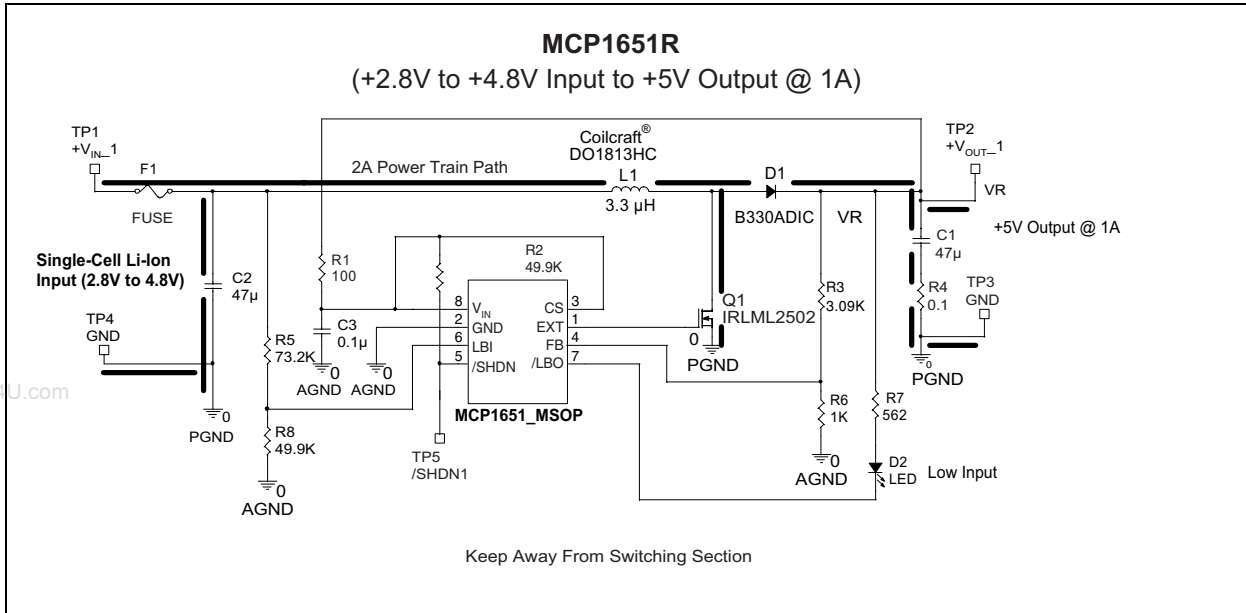 MCP1651R
(+2.8V to +4.8V Input to +5V Output @ 1A)
TP1
+VIN_1
F1
FUSE
2A Power Train Path
Coilcraft®
DO1813HC
L1
3.3 µH
D1
B330ADIC
VR
TP2
+VOUT_1
VR
+5V Output @ 1A
Single-Cell Li-Ion
Input (2.8V to 4.8V)
C2
47µ
TP4
GND
0
PGND
R5
73.2K
R8
49.9K
0
AGND
R1
100
C3
0.1µ
0
AGND
0
AGND
R2
49.9K
8
VIN
CS
3
2
GND
EXT
1
6
LBI
FB
4
5
/SHDN
/LBO
7
MCP1651_MSOP
TP5
/SHDN1
Q1
IRLML2502
0
PGND
R3
3.09K
R6
1K
0
AGND
C1
47µ
R4
0.1
TP3
GND
0
PGND
R7
562
D2
LED
Low Input
Keep Away From Switching Section
U.com